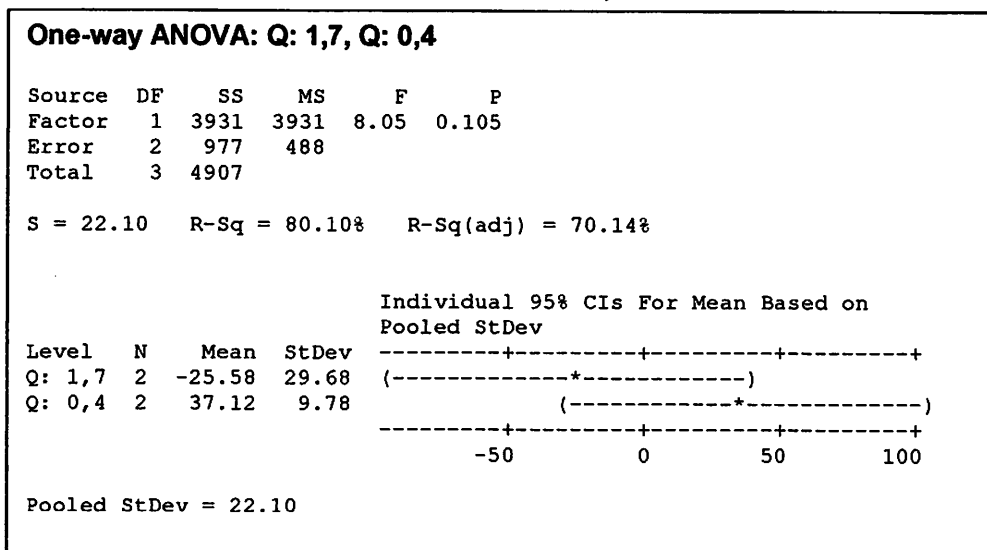 One-way ANOVA: Q: 1,7, Q: 0,4
Source  DF    SS    MS     F      P
Factor   1  3931  3931  8.05  0.105
Error    2   977   488
Total    3  4907
S = 22.10   R-Sq = 80.10%   R-Sq(adj) = 70.14%
Individual 95% CIs For Mean Based on
Pooled StDev
Level   N    Mean  StDev  ---------+---------+---------+---------+
Q: 1,7  2  -25.58  29.68  (-------------*------------)
Q: 0,4  2   37.12   9.78               (------------*-------------)
---------+---------+---------+---------+
-50         0        50       100
Pooled StDev = 22.10